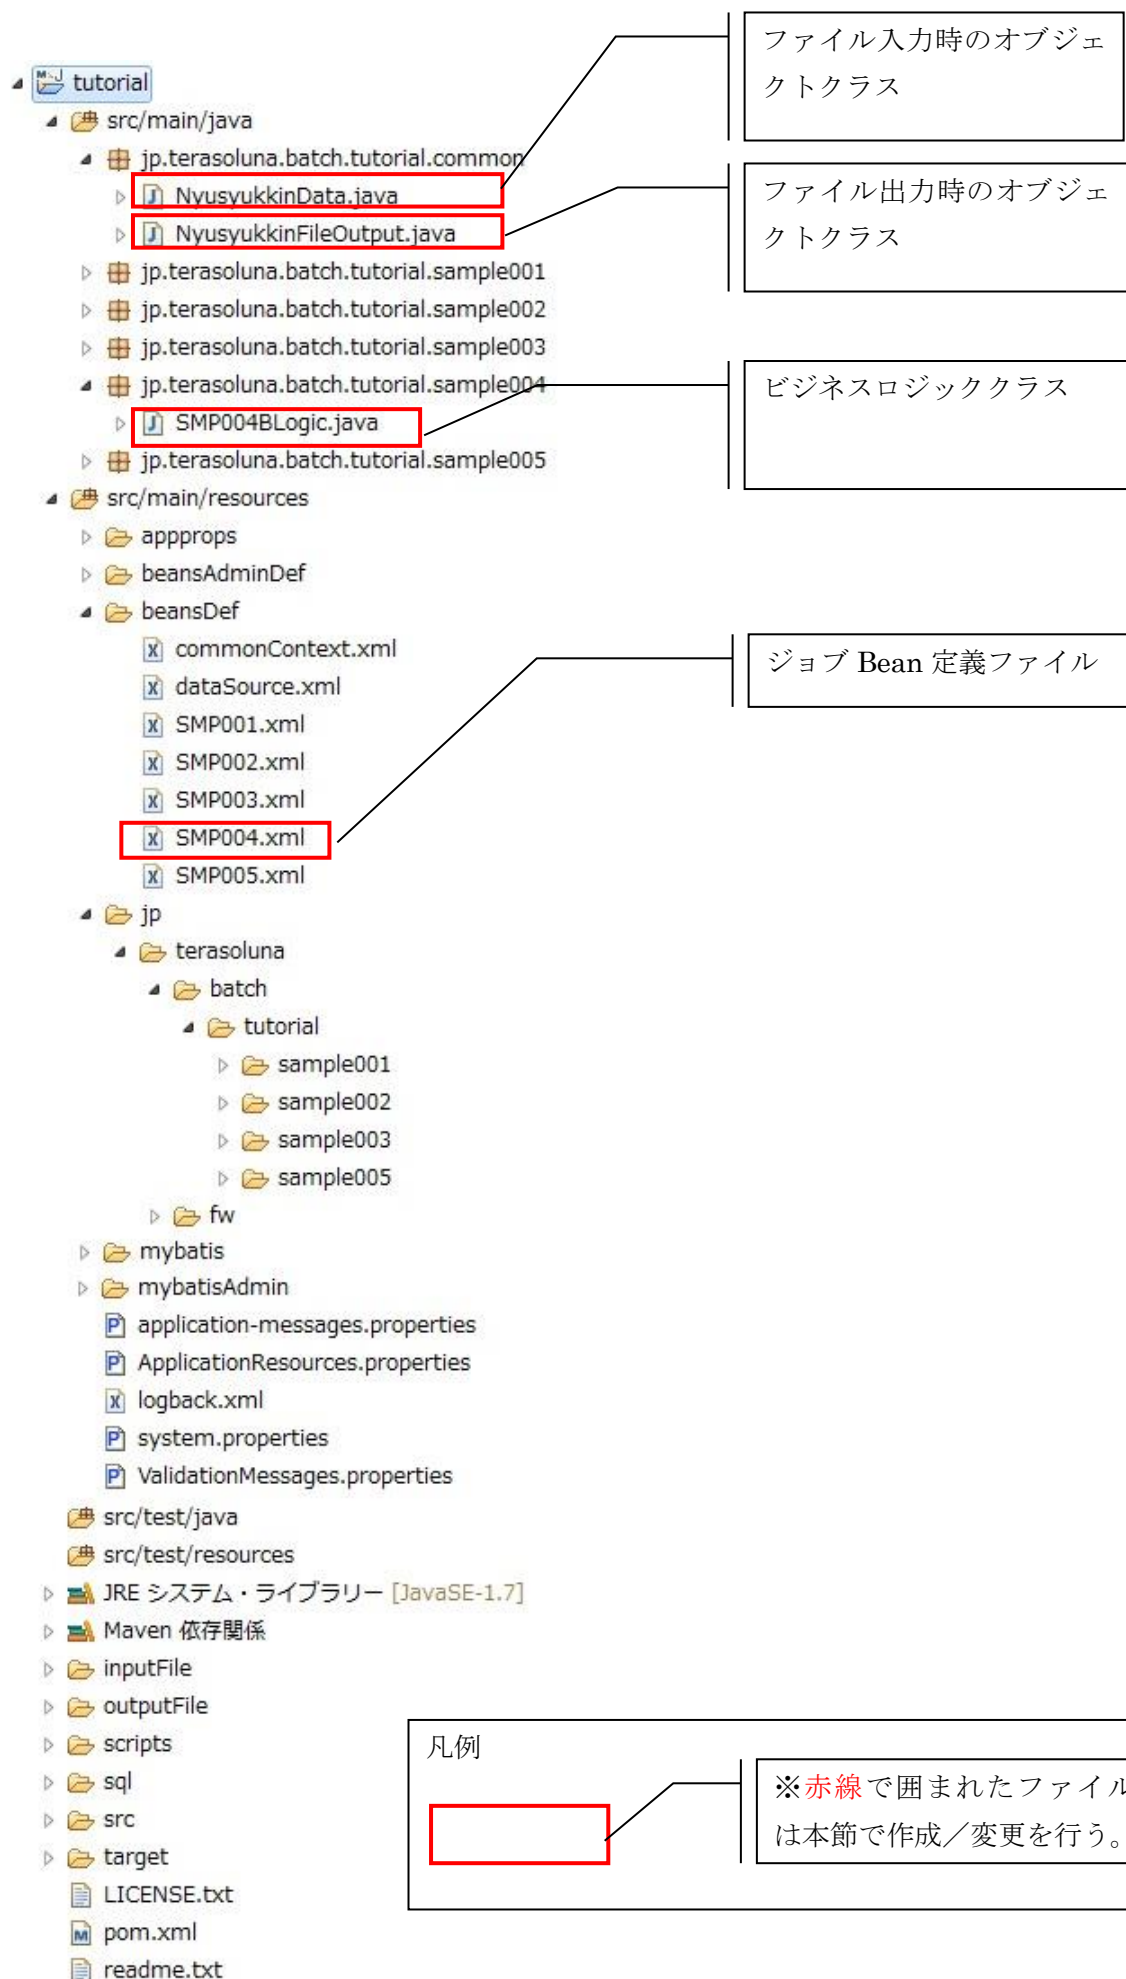 tutorial
src/main/java
jp.terasoluna.batch.tutorial.common
NyusyukkinData.java
NyusyukkinFileOutput.java
jp.terasoluna.batch.tutorial.sample001
jp.terasoluna.batch.tutorial.sample002
jp.terasoluna.batch.tutorial.sample003
jp.terasoluna.batch.tutorial.sample004
SMP004BLogic.java
jp.terasoluna.batch.tutorial.sample005
src/main/resources
appprops
beansAdminDef
beansDef
commonContext.xml
dataSource.xml
SMP001.xml
SMP002.xml
SMP003.xml
SMP004.xml
SMP005.xml
jp
terasoluna
batch
tutorial
sample001
sample002
sample003
sample005
fw
mybatis
mybatisAdmin
application-messages.properties
ApplicationResources.properties
logback.xml
system.properties
ValidationMessages.properties
src/test/java
src/test/resources
JRE システム・ライブラリー [JavaSE-1.7]
Maven 依存関係
inputFile
outputFile
scripts
sql
src
target
LICENSE.txt
pom.xml
readme.txt
ファイル入力時のオブジェ
クトクラス
ファイル出力時のオブジェ
クトクラス
ビジネスロジッククラス
ジョブ Bean 定義ファイル
凡例
※赤線で囲まれたファイル
は本節で作成／変更を行う。